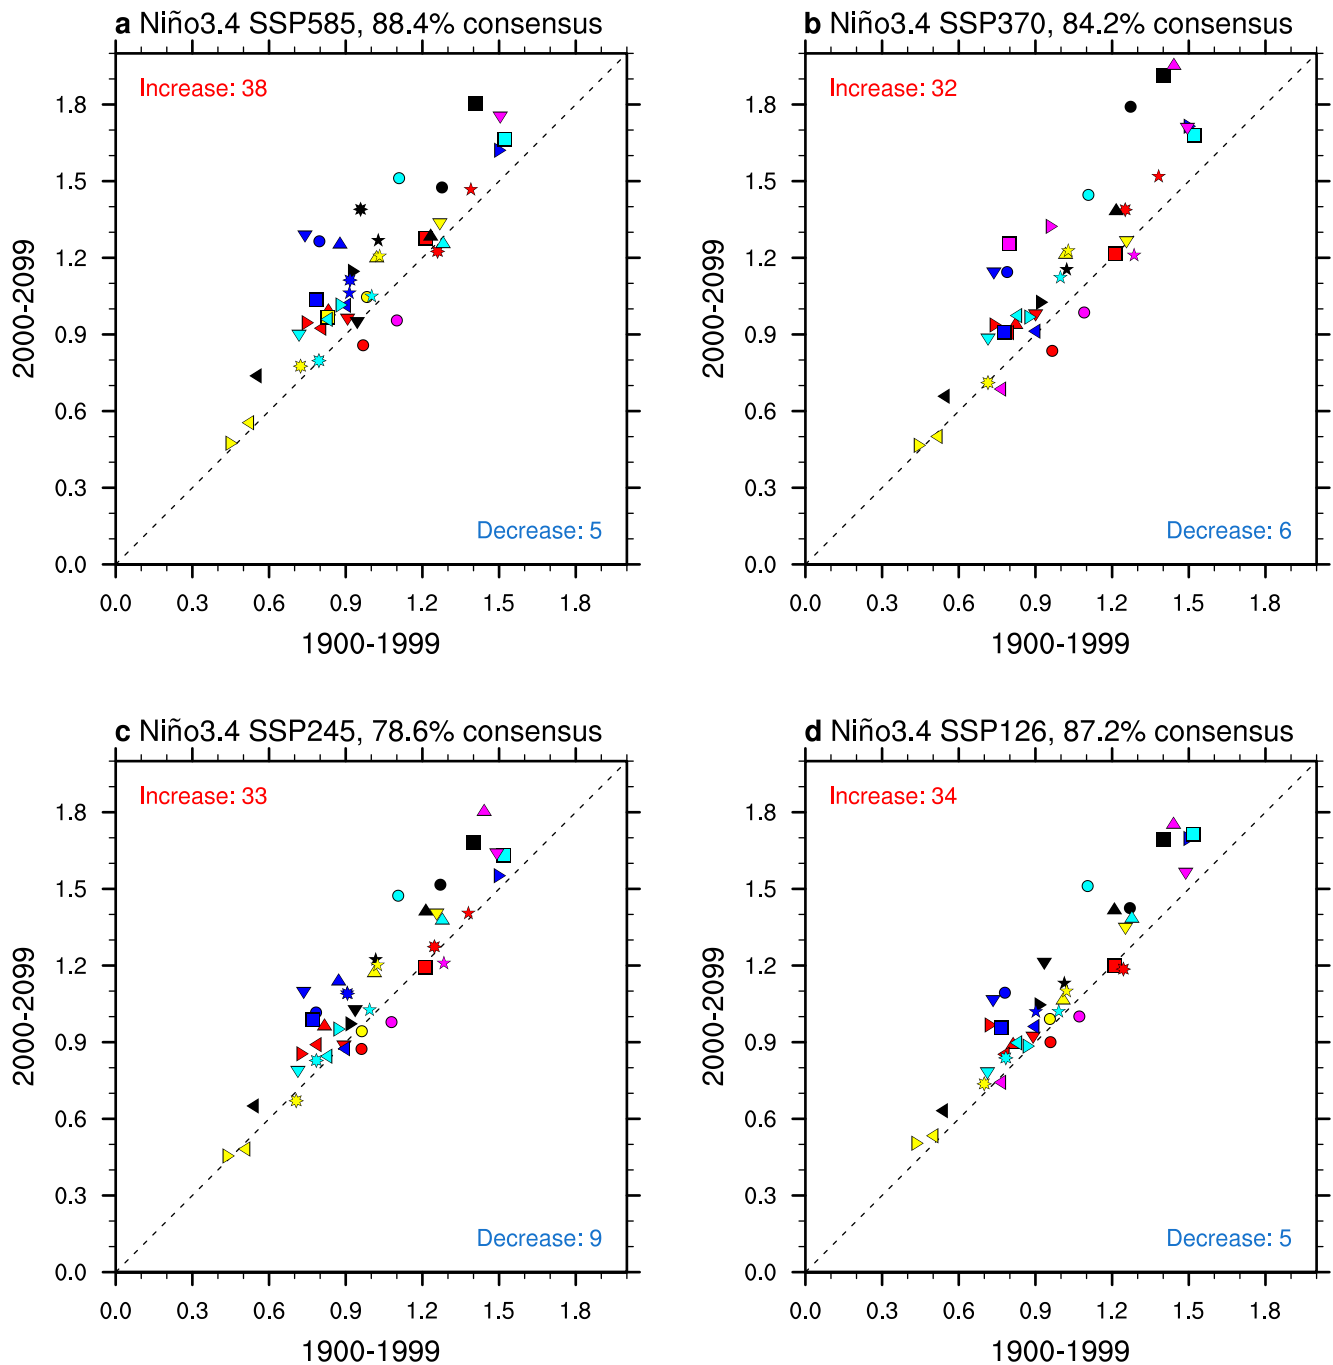 a Niño3.4 SSP585, 88.4% consensus
Increase: 38
Decrease: 5
2000-2099
1.8
1.5
1.2
0.9
0.6
0.3
0.0
0.0 0.3 0.6 0.9 1.2 1.5 1.8
1900-1999
b Niño3.4 SSP370, 84.2% consensus
Increase: 32
Decrease: 6
2000-2099
1.8
1.5
1.2
0.9
0.6
0.3
0.0
0.0 0.3 0.6 0.9 1.2 1.5 1.8
1900-1999
c Niño3.4 SSP245, 78.6% consensus
Increase: 33
Decrease: 9
2000-2099
1.8
1.5
1.2
0.9
0.6
0.3
0.0
0.0 0.3 0.6 0.9 1.2 1.5 1.8
1900-1999
d Niño3.4 SSP126, 87.2% consensus
Increase: 34
Decrease: 5
2000-2099
1.8
1.5
1.2
0.9
0.6
0.3
0.0
0.0 0.3 0.6 0.9 1.2 1.5 1.8
1900-1999